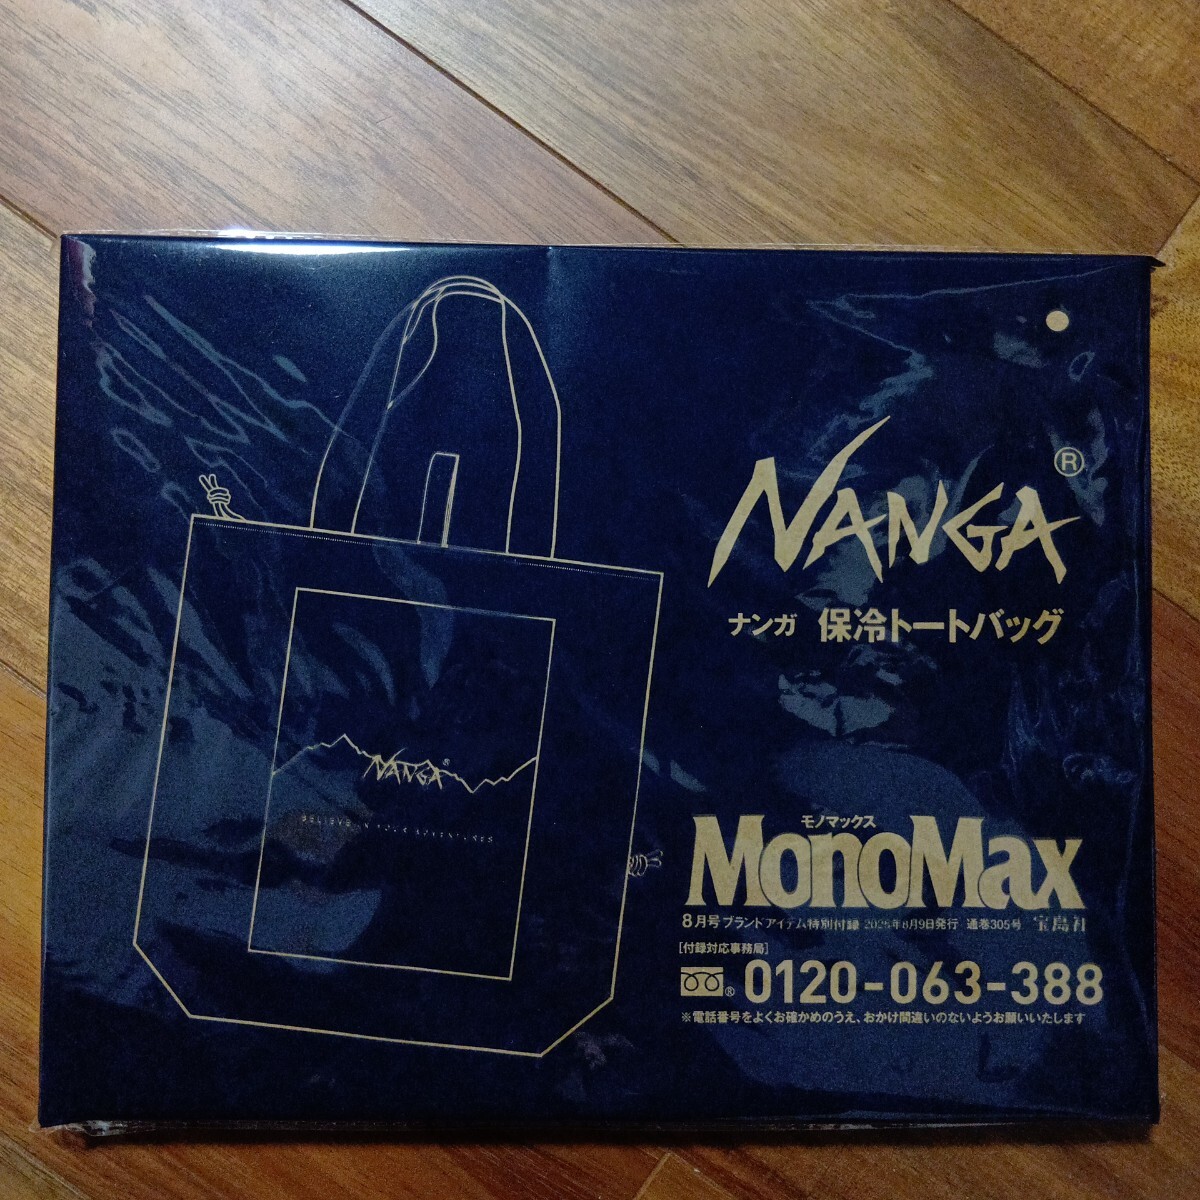 NANGA®
ナンガ 保冷トートバッグ
NANGA®
BELIEVE IN YOUR ADVENTURES
モノマックス
MonoMax
8月号 ブランドアイテム特別付録 2026年8月9日発行 通巻305号 宝島社
[付録対応事務局]
® 0120-063-388
※電話番号をよくお確かめのうえ、おかけ間違いのないようお願いいたします